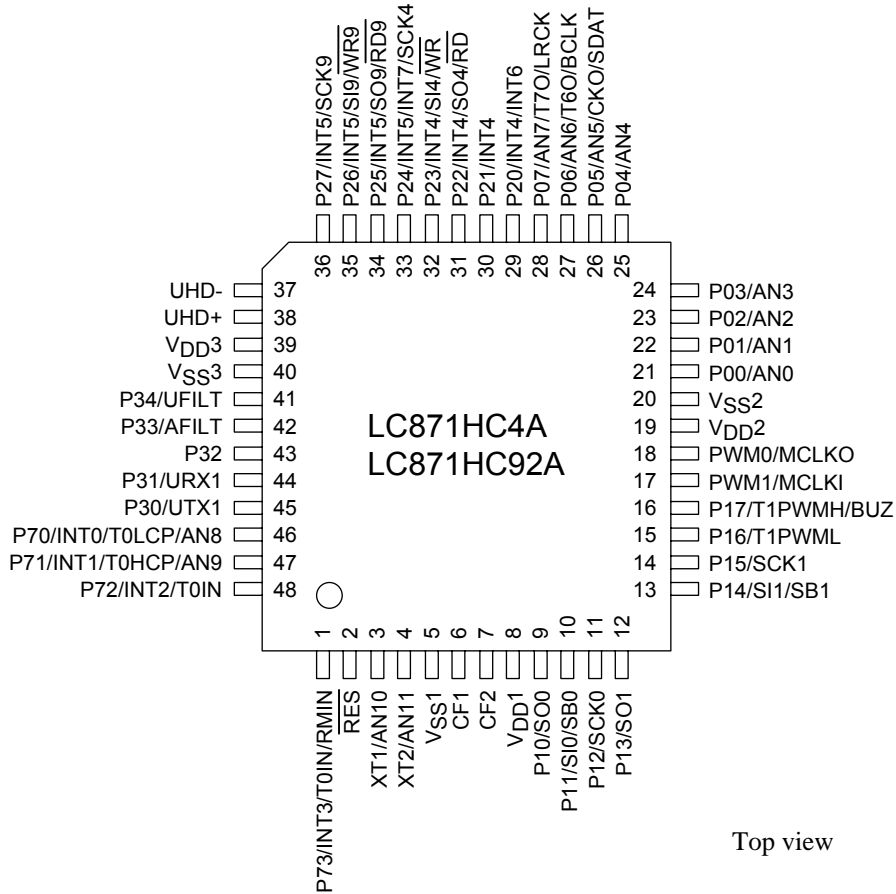 P27/INT5/SCK9
P26/INT5/SI9/WR9
P25/INT5/SO9/RD9
P24/INT5/INT7/SCK4
P23/INT4/SI4/WR
P22/INT4/SO4/RD
P21/INT4
P20/INT4/INT6
P07/AN7/T7O/LRCK
P06/AN6/T6O/BCLK
P05/AN5/CKO/SDAT
P04/AN4
36
35
34
33
32
31
30
29
28
27
26
25
UHD- 37
UHD+ 38
VDD3 39
VSS3 40
P34/UFILT 41
P33/AFILT 42
P32 43
P31/URX1 44
P30/UTX1 45
P70/INT0/T0LCP/AN8 46
P71/INT1/T0HCP/AN9 47
P72/INT2/T0IN 48
LC871HC4A
LC871HC92A
24 P03/AN3
23 P02/AN2
22 P01/AN1
21 P00/AN0
20 VSS2
19 VDD2
18 PWM0/MCLKO
17 PWM1/MCLKI
16 P17/T1PWMH/BUZ
15 P16/T1PWML
14 P15/SCK1
13 P14/SI1/SB1
1
2
3
4
5
6
7
8
9
10
11
12
P73/INT3/T0IN/RMIN
RES
XT1/AN10
XT2/AN11
VSS1
CF1
CF2
VDD1
P10/SO0
P11/SI0/SB0
P12/SCK0
P13/SO1
Top view